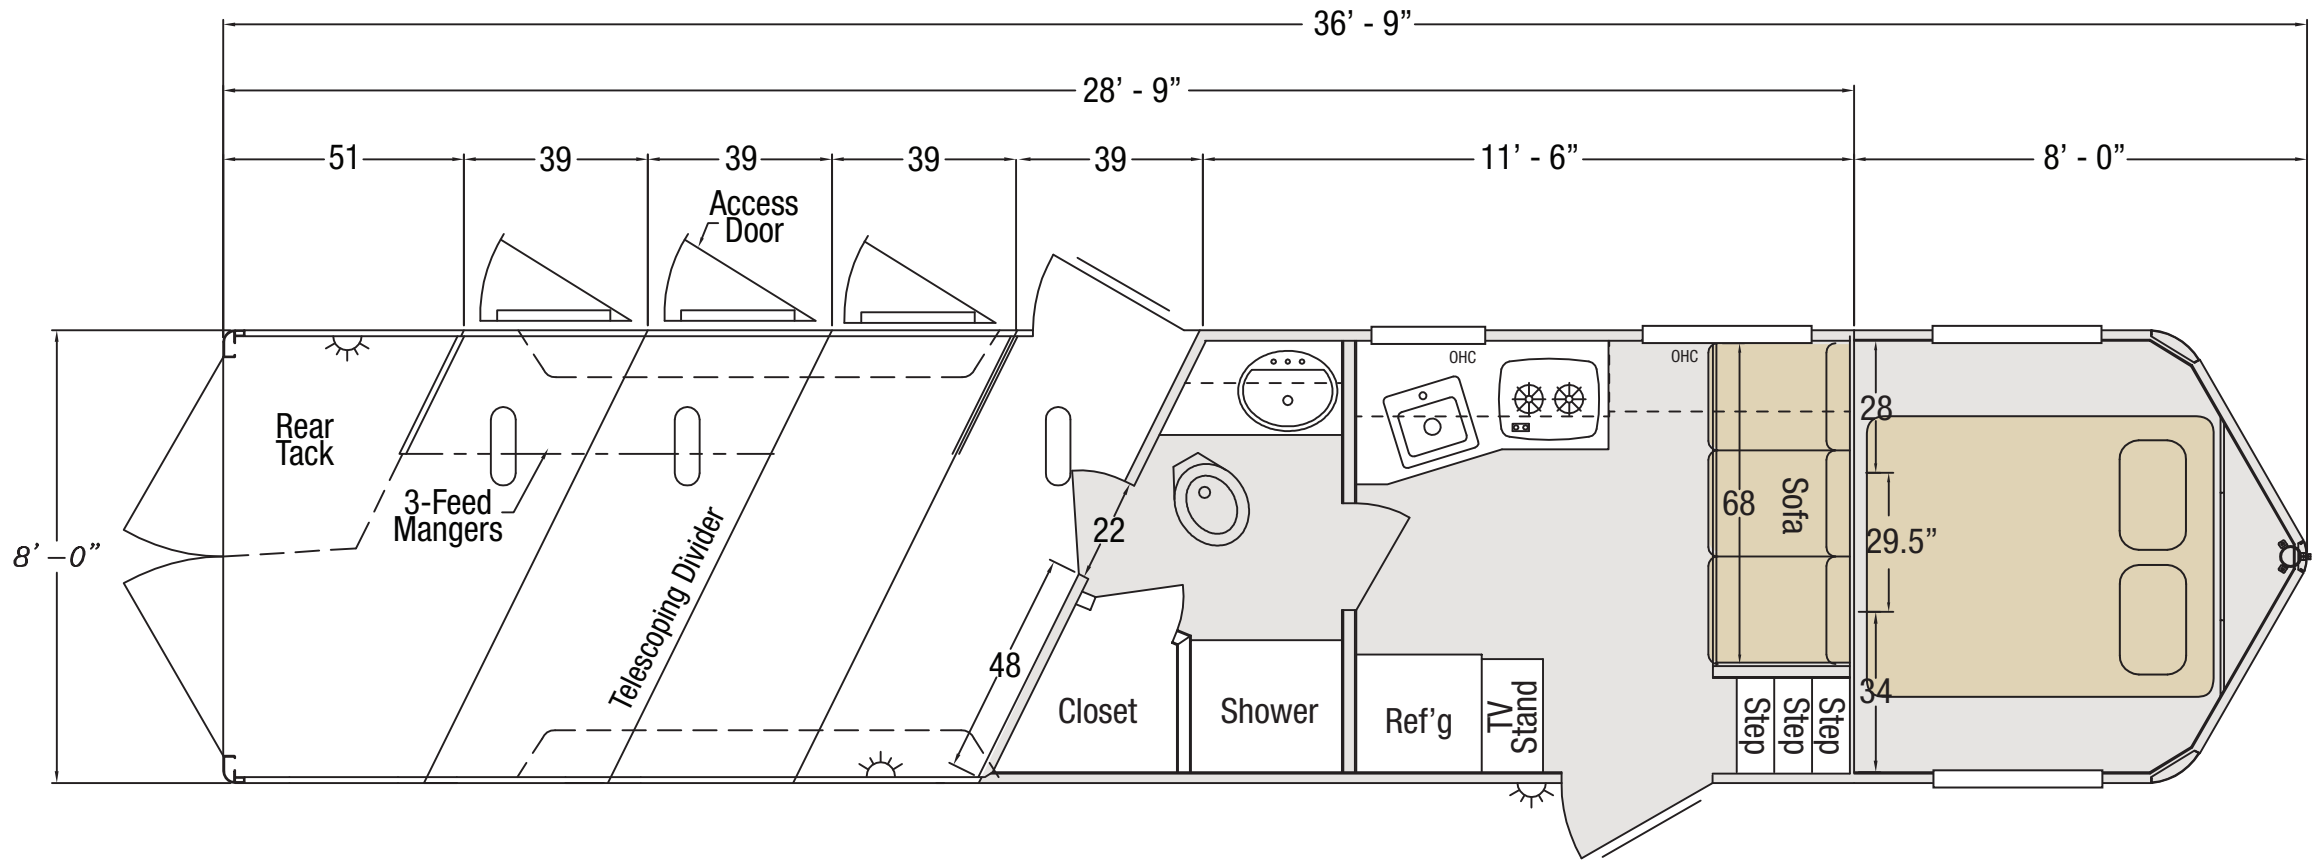 36’ - 9”
28’ - 9”
51
39
39
39
39
11’ - 6”
8’ - 0”
Access
Door
OHC
OHC
Rear
Tack
28
3-Feed
Mangers
68
Sofa
22
29.5”
8’-0”
Telescoping Divider
48
34
Closet
Shower
Ref’g
TV
Stand
Step
Step
Step